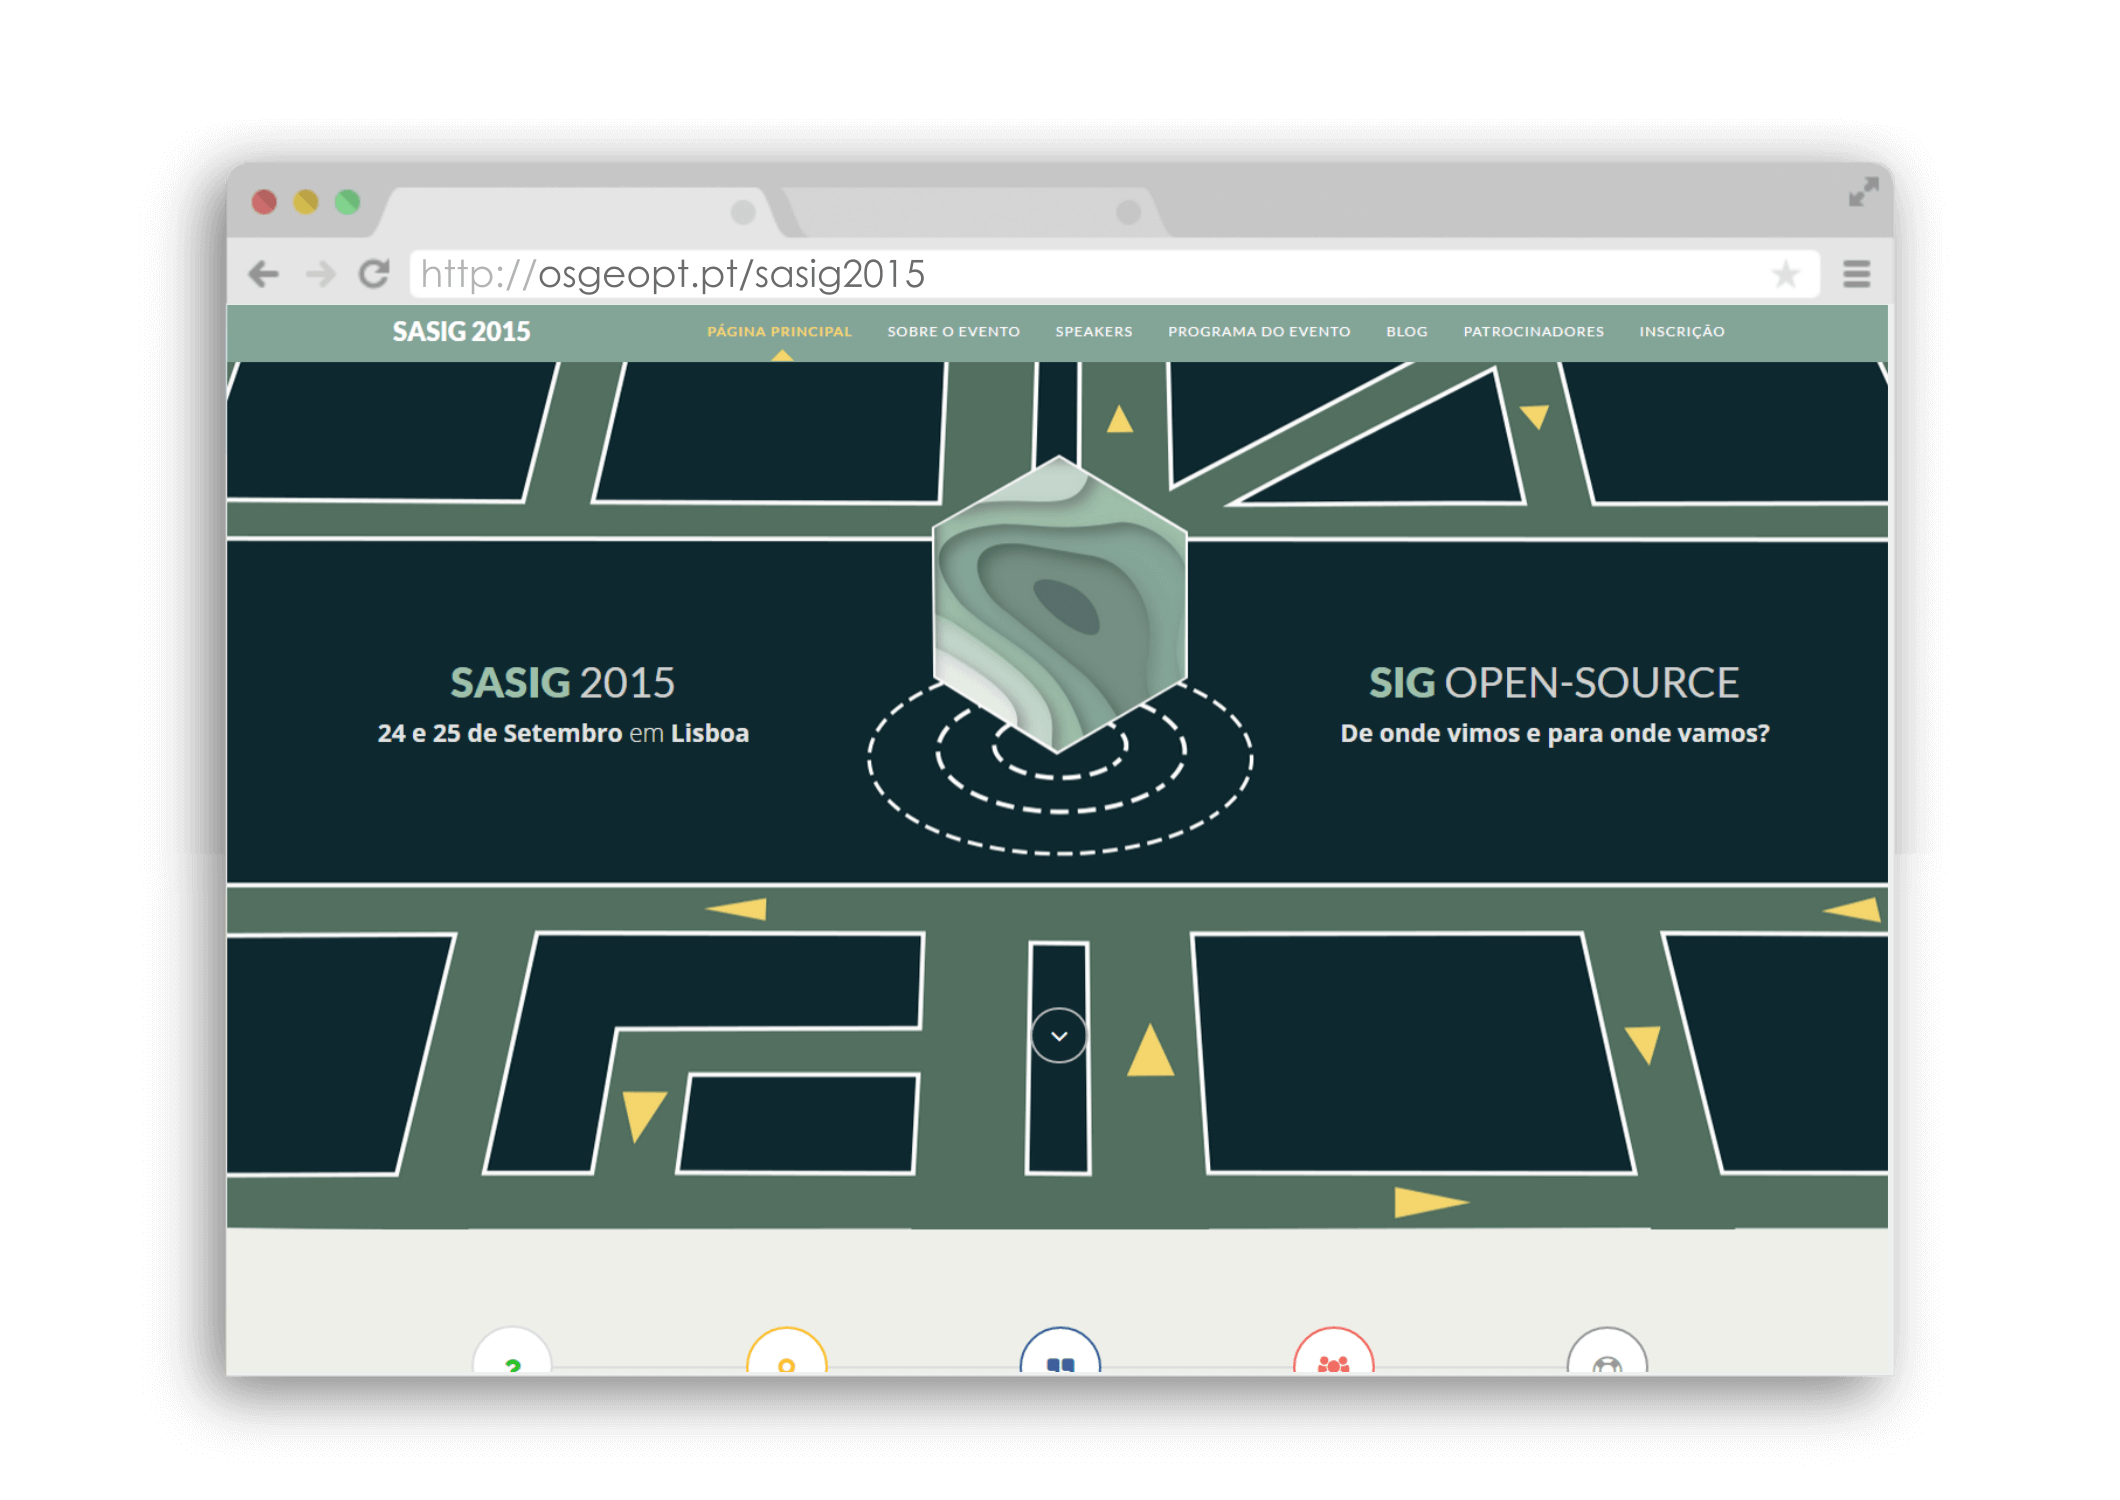 http://osgeopt.pt/sasig2015
SASIG 2015 PÁGINA PRINCIPAL SOBRE O EVENTO SPEAKERS PROGRAMA DO EVENTO BLOG PATROCINADORES INSCRIÇÃO
SASIG 2015
24 e 25 de Setembro em Lisboa
SIG OPEN-SOURCE
De onde vimos e para onde vamos?